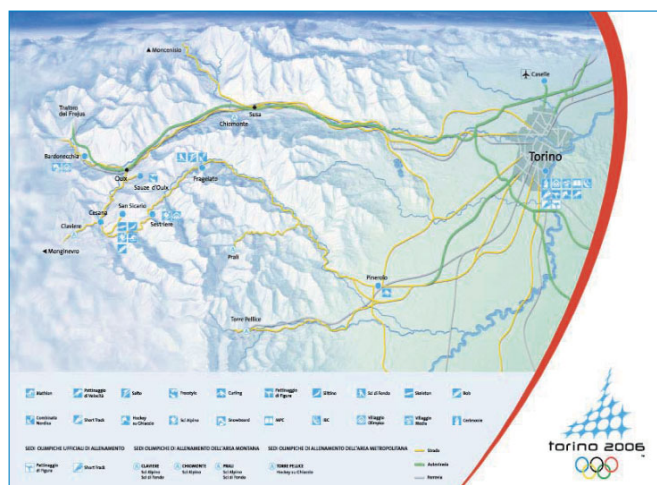 Moncenisio
Caselle
Traforo
del Frejus
Susa
Chiomonte
Bardonecchia
Torino
Oulx
Sauze d'Oulx
Pragelato
San Sicario
Cesana
Sestriere
Claviere
Monginevro
Prali
Pinerolo
Torre Pellice
Biathlon
Pattinaggio
di Velocità
Salto
Freestyle
Curling
Pattinaggio
di Figura
Slittino
Sci di Fondo
Skeleton
Bob
Combinata
Nordica
Short Track
Hockey
su Ghiaccio
Sci Alpino
Snowboard
MPC
IBC
Villaggio
Olimpico
Villaggio
Media
Cerimonie
SEDI OLIMPICHE UFFICIALI DI ALLENAMENTO
SEDI OLIMPICHE DI ALLENAMENTO DELL'AREA MONTANA
SEDI OLIMPICHE DI ALLENAMENTO DELL'AREA METROPOLITANA
Pattinaggio
di Figura
Short Track
CLAVIERE
Sci Alpino
Sci di Fondo
CHIOMONTE
Sci Alpino
PRALI
Sci Alpino
Sci di Fondo
TORRE PELLICE
Hockey su Ghiaccio
Strada
Autostrada
Ferrovia
torino 2006